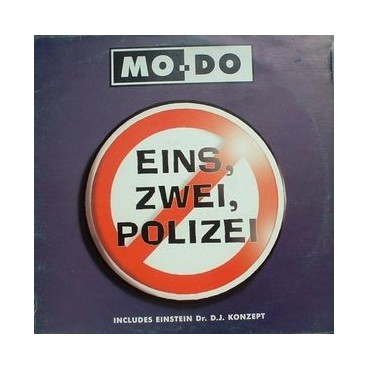 MO-DO
EINS,
ZWEI,
POLIZEI
INCLUDES EINSTEIN Dr. D.J. KONZEPT